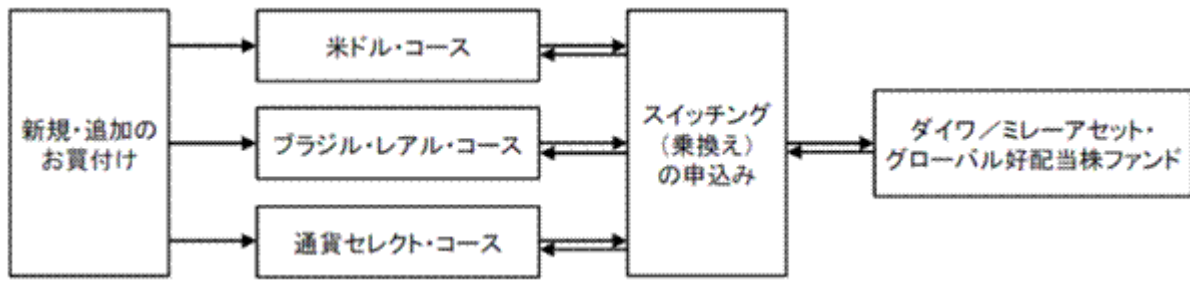 新規・追加の
お買付け
米ドル・コース
ブラジル・レアル・コース
通貨セレクト・コース
スイッチング
(乗換え)
の申込み
ダイワ／ミレーアセット・
グローバル好配当株ファンド